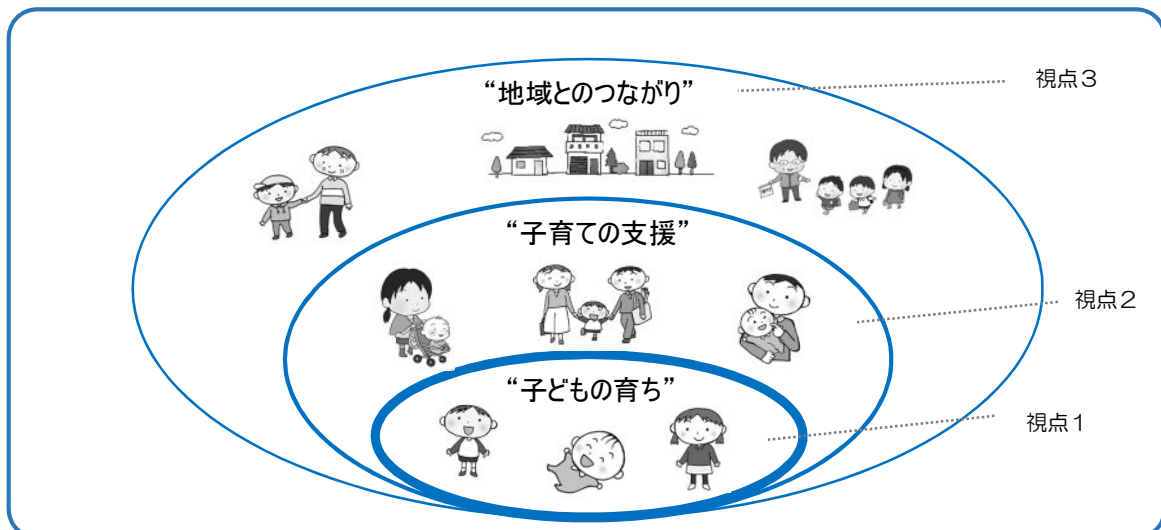 “地域とのつながり”
視点３
“子育ての支援”
視点２
“子どもの育ち”
視点１